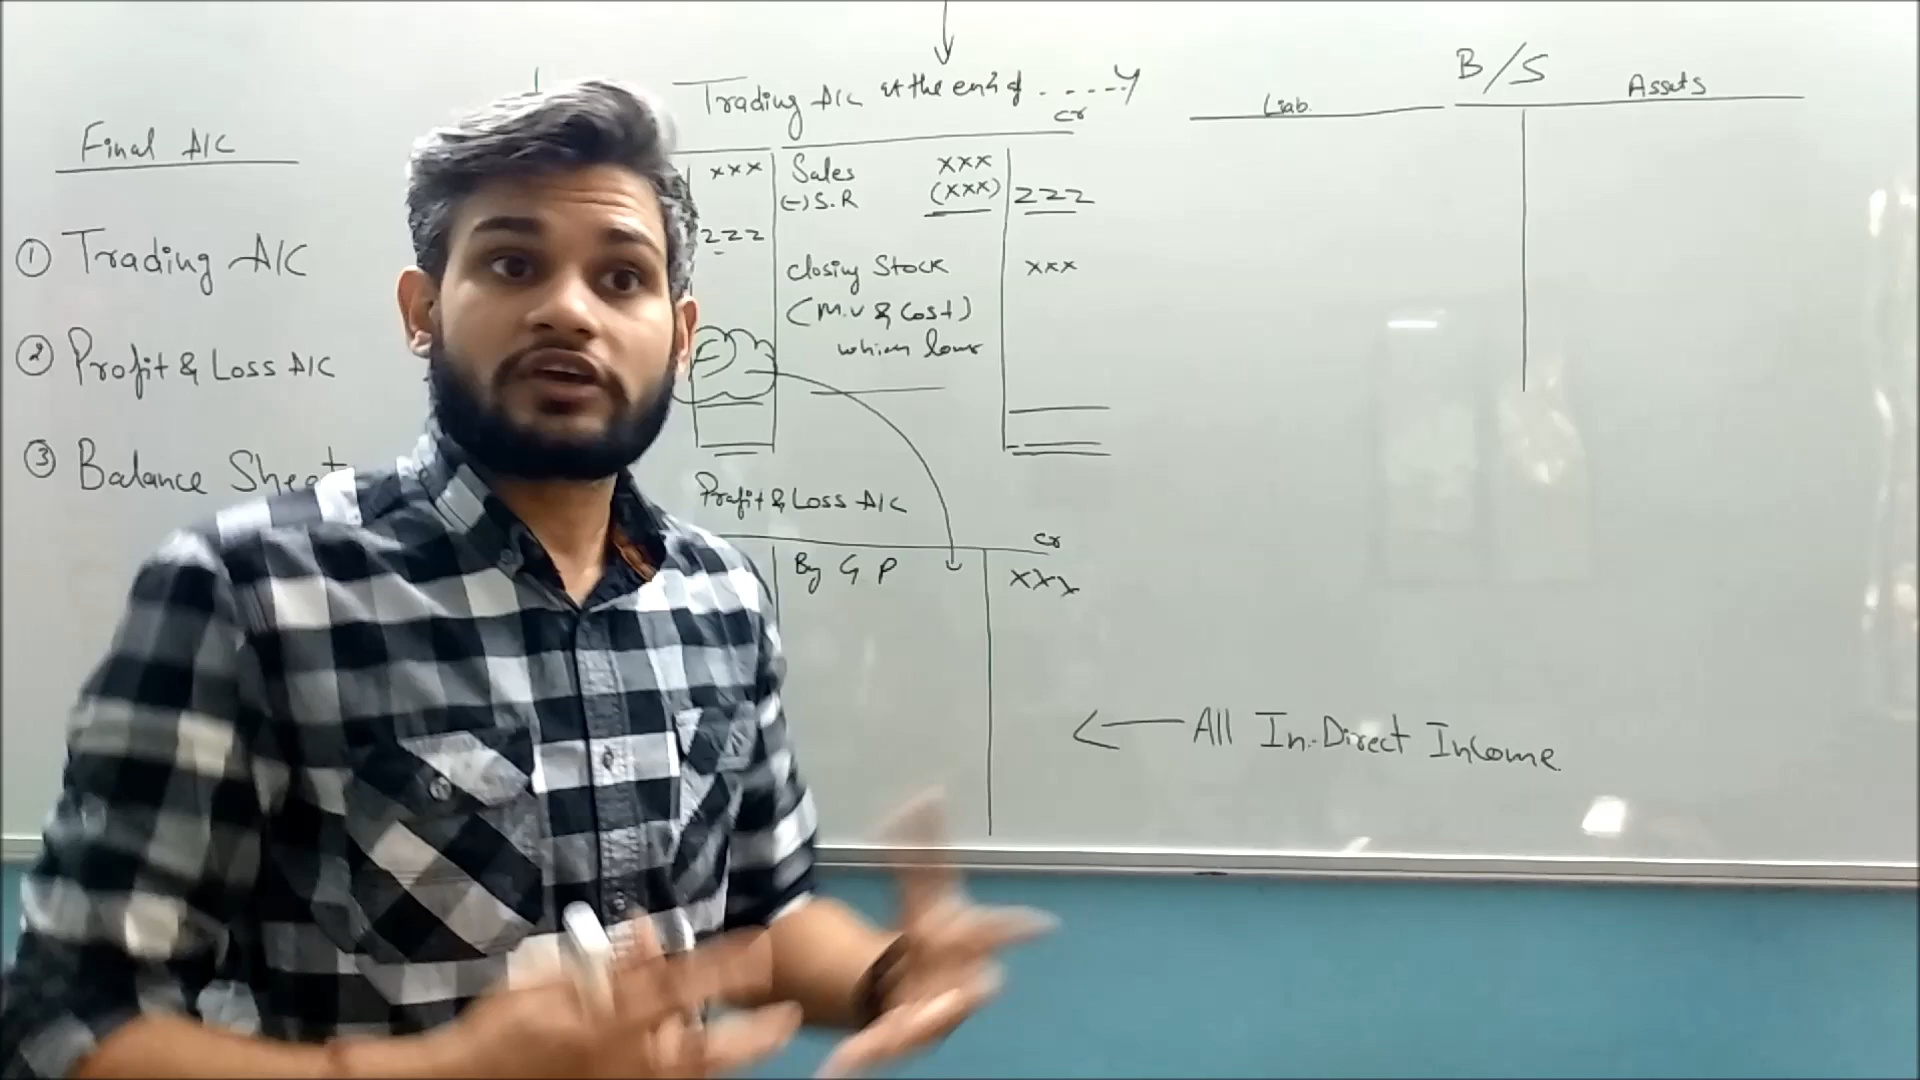 Final A/C
① Trading A/C
② Profit & Loss A/C
③ Balance Sheet
Trading A/C at the end of .....Y
cr
xxx
Sales xxx
(-) S.R (xxx) zzz
zzz
Closing Stock xxx
(M.V & Cost)
which lowr
Profit & Loss A/C
cr
By G P xxx
B/S
Liab. Assets
← All In-Direct Income